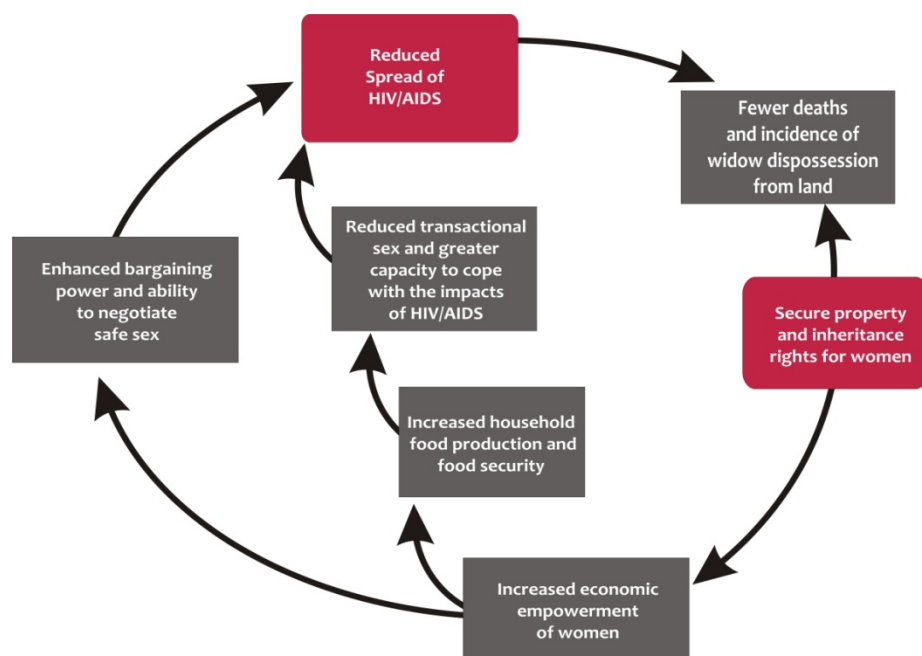 Reduced
Spread of
HIV/AIDS
Fewer deaths
and incidence of
widow dispossession
from land
Reduced transactional
sex and greater
capacity to cope
with the impacts
of HIV/AIDS
Enhanced bargaining
power and ability
to negotiate
safe sex
Secure property
and inheritance
rights for women
Increased household
food production and
food security
Increased economic
empowerment
of women